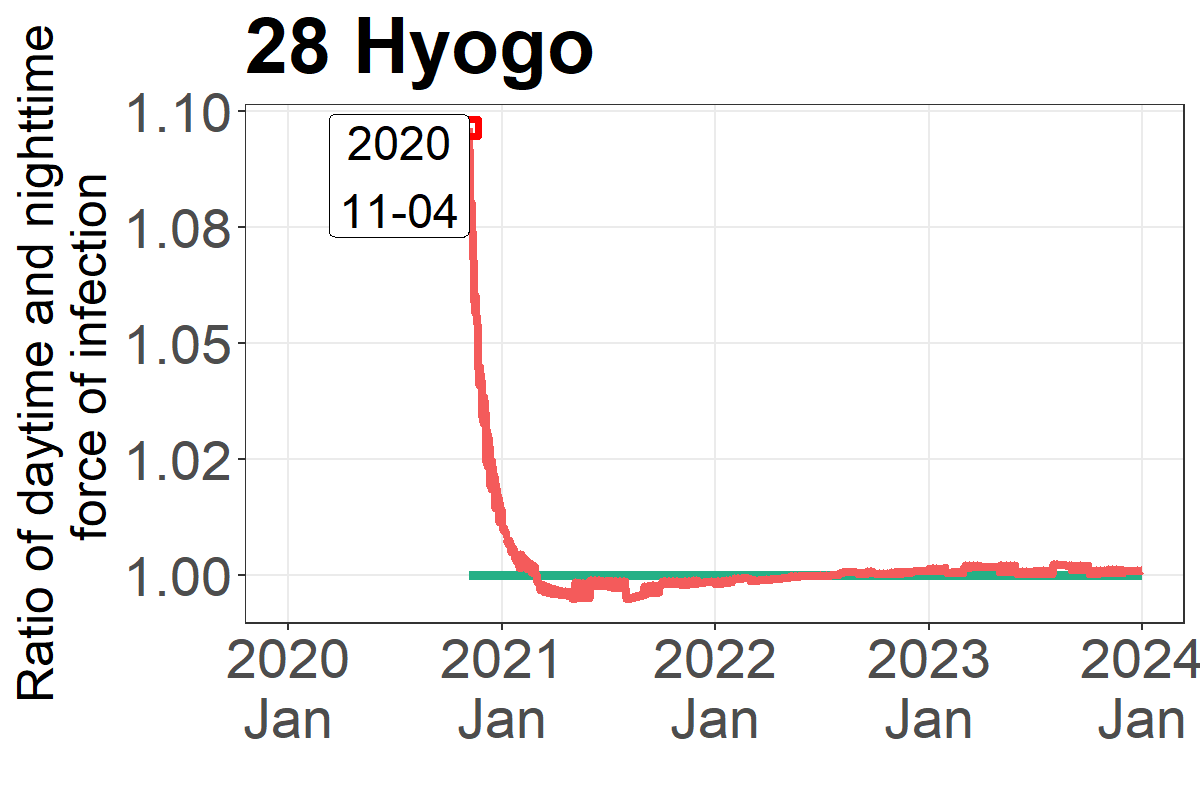 28 Hyogo
Ratio of daytime and nighttime
force of infection
1.10
1.08
1.05
1.02
1.00
2020
11-04
2020 2021 2022 2023 2024
Jan Jan Jan Jan Jan